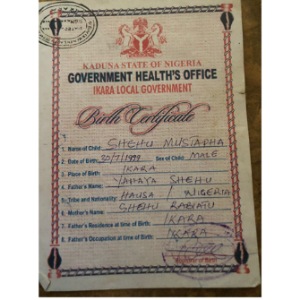 KADUNA STATE OF NIGERIA
GOVERNMENT HEALTH'S OFFICE
IKARA LOCAL GOVERNMENT
Birth Certificate
1. Name of Child: SHEHU MUSTAPHA
2. Date of Birth: 30/7/1999 Sex of Child: MALE
3. Place of Birth: IKARA
4. Father's Name: YAHAYA SHEHU
5. Tribe and Nationality: HAUSA / NIGERIA
6. Mother's Name: SHEHU RABIATU
7. Father's Residence at time of Birth: IKARA
8. Father's Occupation at time of Birth: IKARA